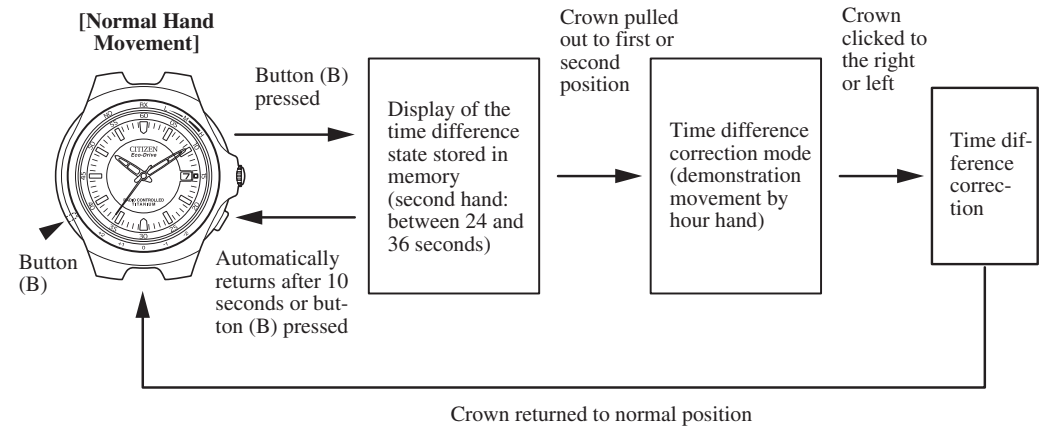 [Normal Hand
Movement]
Button (B)
pressed
Crown pulled
out to first or
second
position
Crown
clicked to
the right
or left
CITIZEN
Eco-Drive
RADIO CONTROLLED
TITANIUM
Display of the
time difference
state stored in
memory
(second hand:
between 24 and
36 seconds)
Time difference
correction mode
(demonstration
movement by
hour hand)
Time dif-
ference
correc-
tion
Button
(B)
Automatically
returns after 10
seconds or but-
ton (B) pressed
Crown returned to normal position